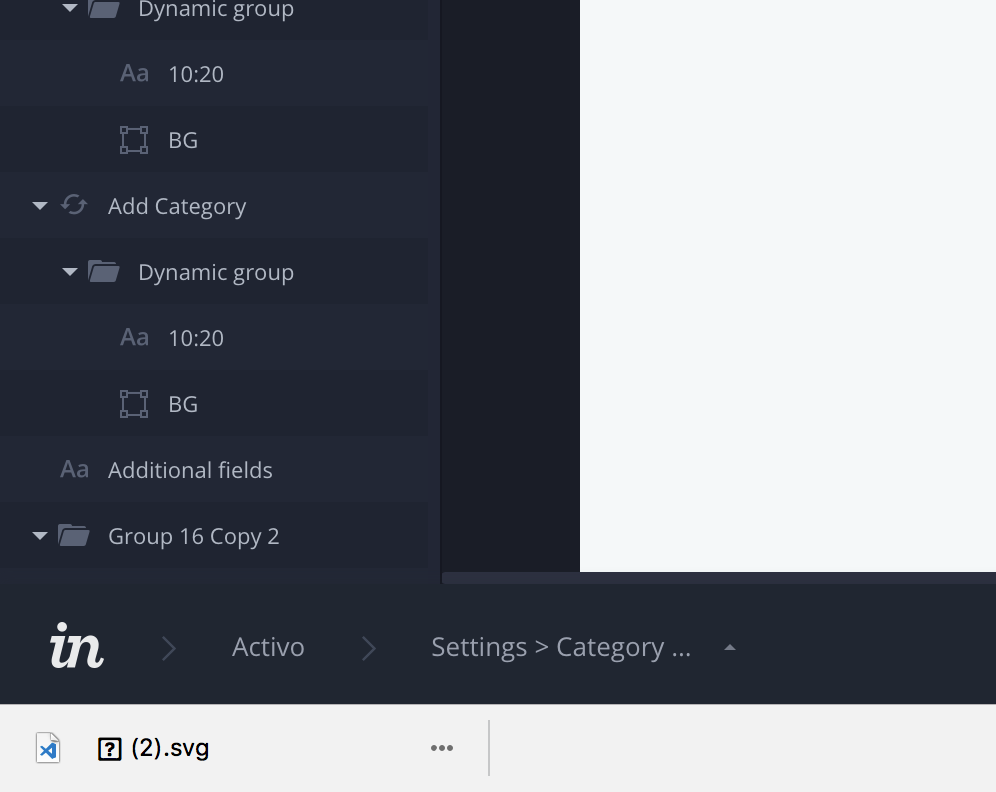 Dynamic group
Aa 10:20
BG
Add Category
Dynamic group
Aa 10:20
BG
Aa Additional fields
Group 16 Copy 2
in Activo Settings > Category ...
(2).svg